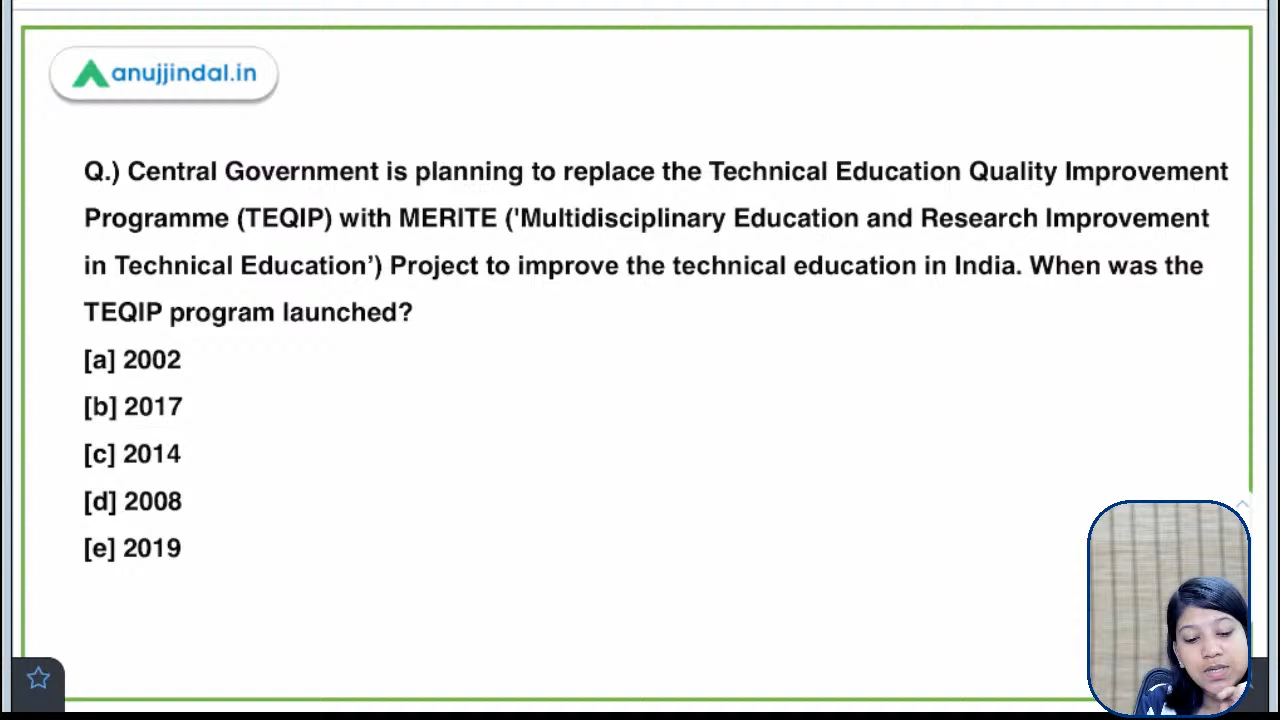 anujjindal.in
Q.) Central Government is planning to replace the Technical Education Quality Improvement
Programme (TEQIP) with MERITE ('Multidisciplinary Education and Research Improvement
in Technical Education’) Project to improve the technical education in India. When was the
TEQIP program launched?
[a] 2002
[b] 2017
[c] 2014
[d] 2008
[e] 2019